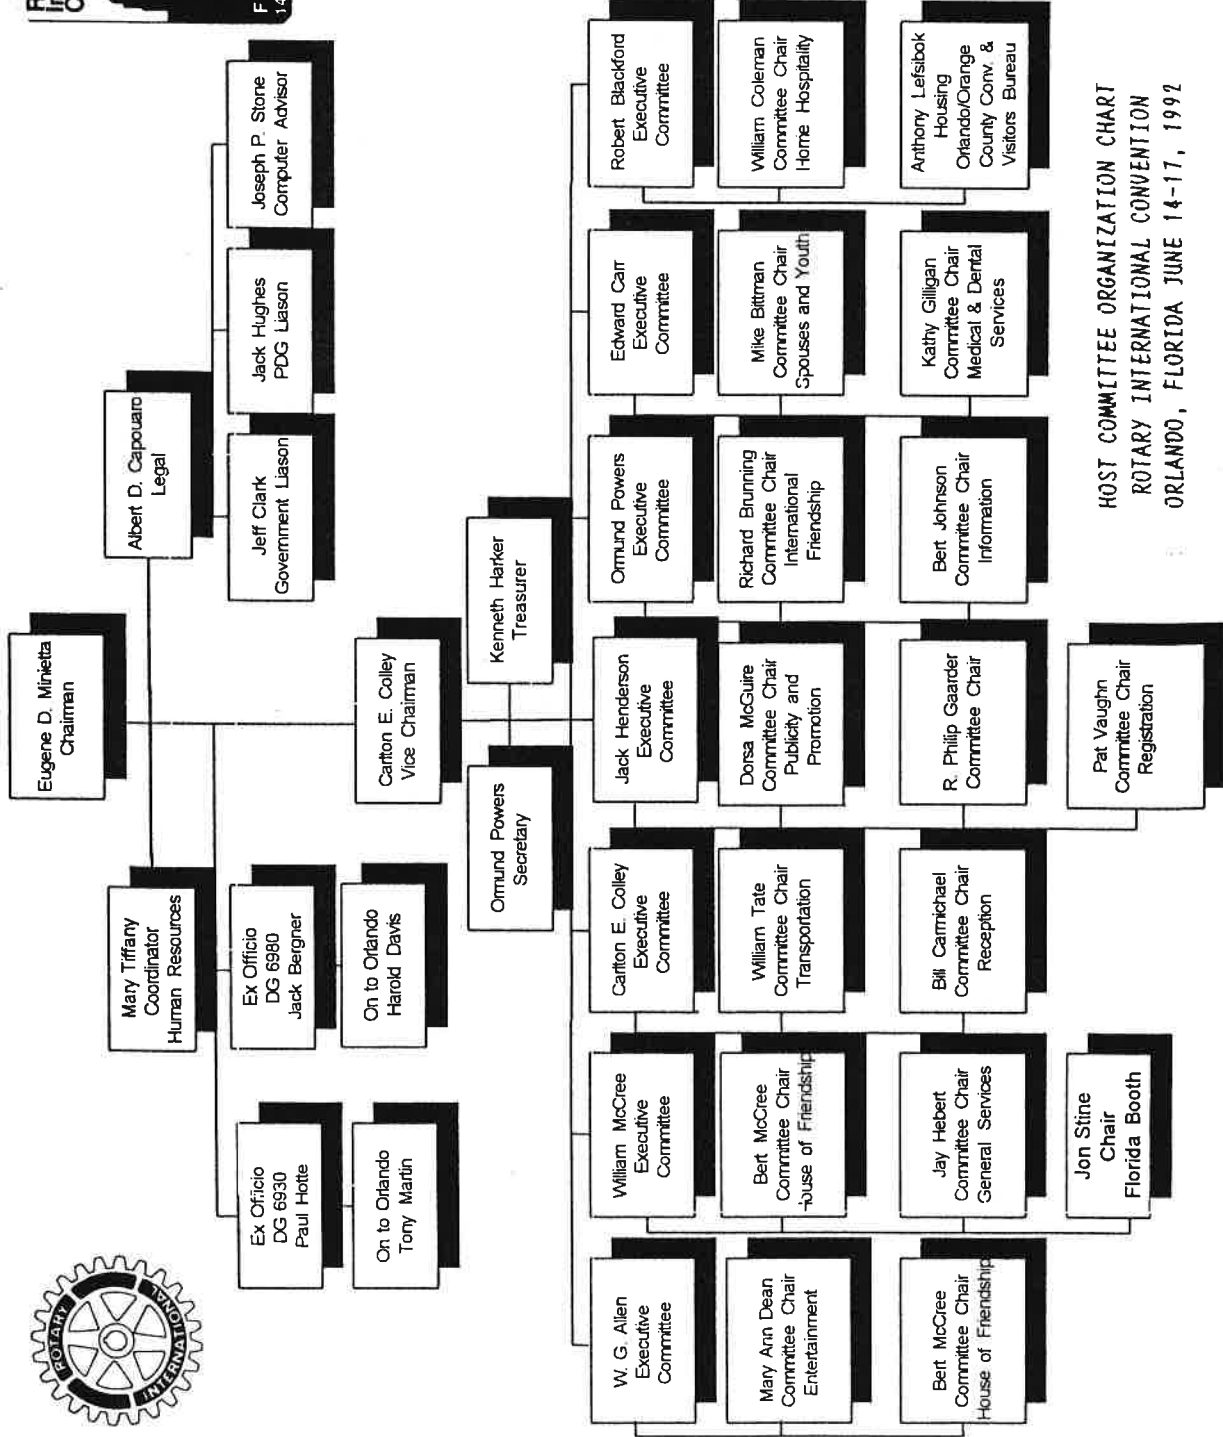 ROTARY
INTERNATIONAL
Eugene D. Minietta
Chairman
Mary Tiffany
Coordinator
Human Resources
Albert D. Capouaro
Legal
Ex Officio
DG 6930
Paul Hotte
Ex Officio
DG 6980
Jack Bergner
Jeff Clark
Government Liason
Jack Hughes
PDG Liason
Joseph P. Stone
Computer Advisor
On to Orlando
Tony Martin
On to Orlando
Harold Davis
Carlton E. Colley
Vice Chairman
Ormund Powers
Secretary
Kenneth Harker
Treasurer
W. G. Allen
Executive
Committee
William McCree
Executive
Committee
Carlton E. Colley
Executive
Committee
Jack Henderson
Executive
Committee
Ormund Powers
Executive
Committee
Edward Carr
Executive
Committee
Robert Blackford
Executive
Committee
Mary Ann Dean
Committee Chair
Entertainment
Bert McCree
Committee Chair
House of Friendship
William Tate
Committee Chair
Transportation
Dorsa McGuire
Committee Chair
Publicity and
Promotion
Richard Brunning
Committee Chair
International
Friendship
Mike Bittman
Committee Chair
Spouses and Youth
William Coleman
Committee Chair
Home Hospitality
Bert McCree
Committee Chair
House of Friendship
Jay Hebert
Committee Chair
General Services
Bill Carmichael
Committee Chair
Reception
R. Philip Gaarder
Committee Chair
Bert Johnson
Committee Chair
Information
Kathy Gilligan
Committee Chair
Medical & Dental
Services
Anthony Lefsibok
Housing
Orlando/Orange
County Conv. &
Visitors Bureau
Jon Stine
Chair
Florida Booth
Pat Vaughn
Committee Chair
Registration
HOST COMMITTEE ORGANIZATION CHART
ROTARY INTERNATIONAL CONVENTION
ORLANDO, FLORIDA JUNE 14-17, 1992